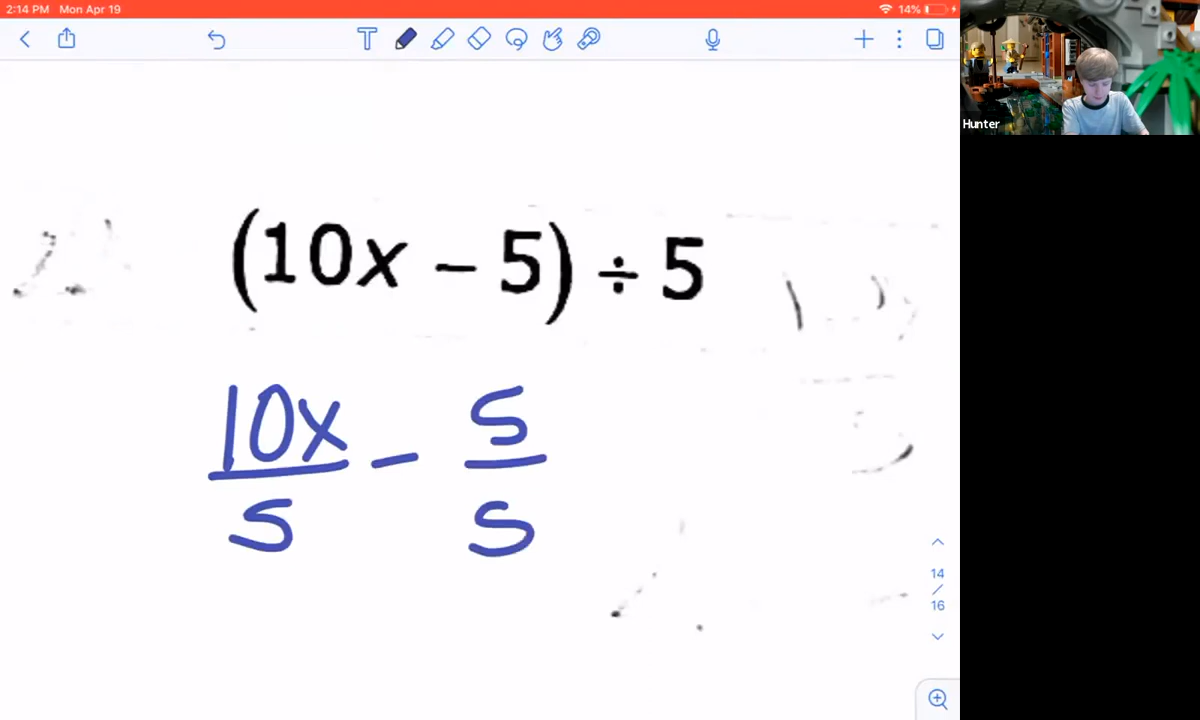 2:14 PM Mon Apr 19
14%
Hunter
(10x − 5) ÷ 5
10x/5 − 5/5
14
/
16